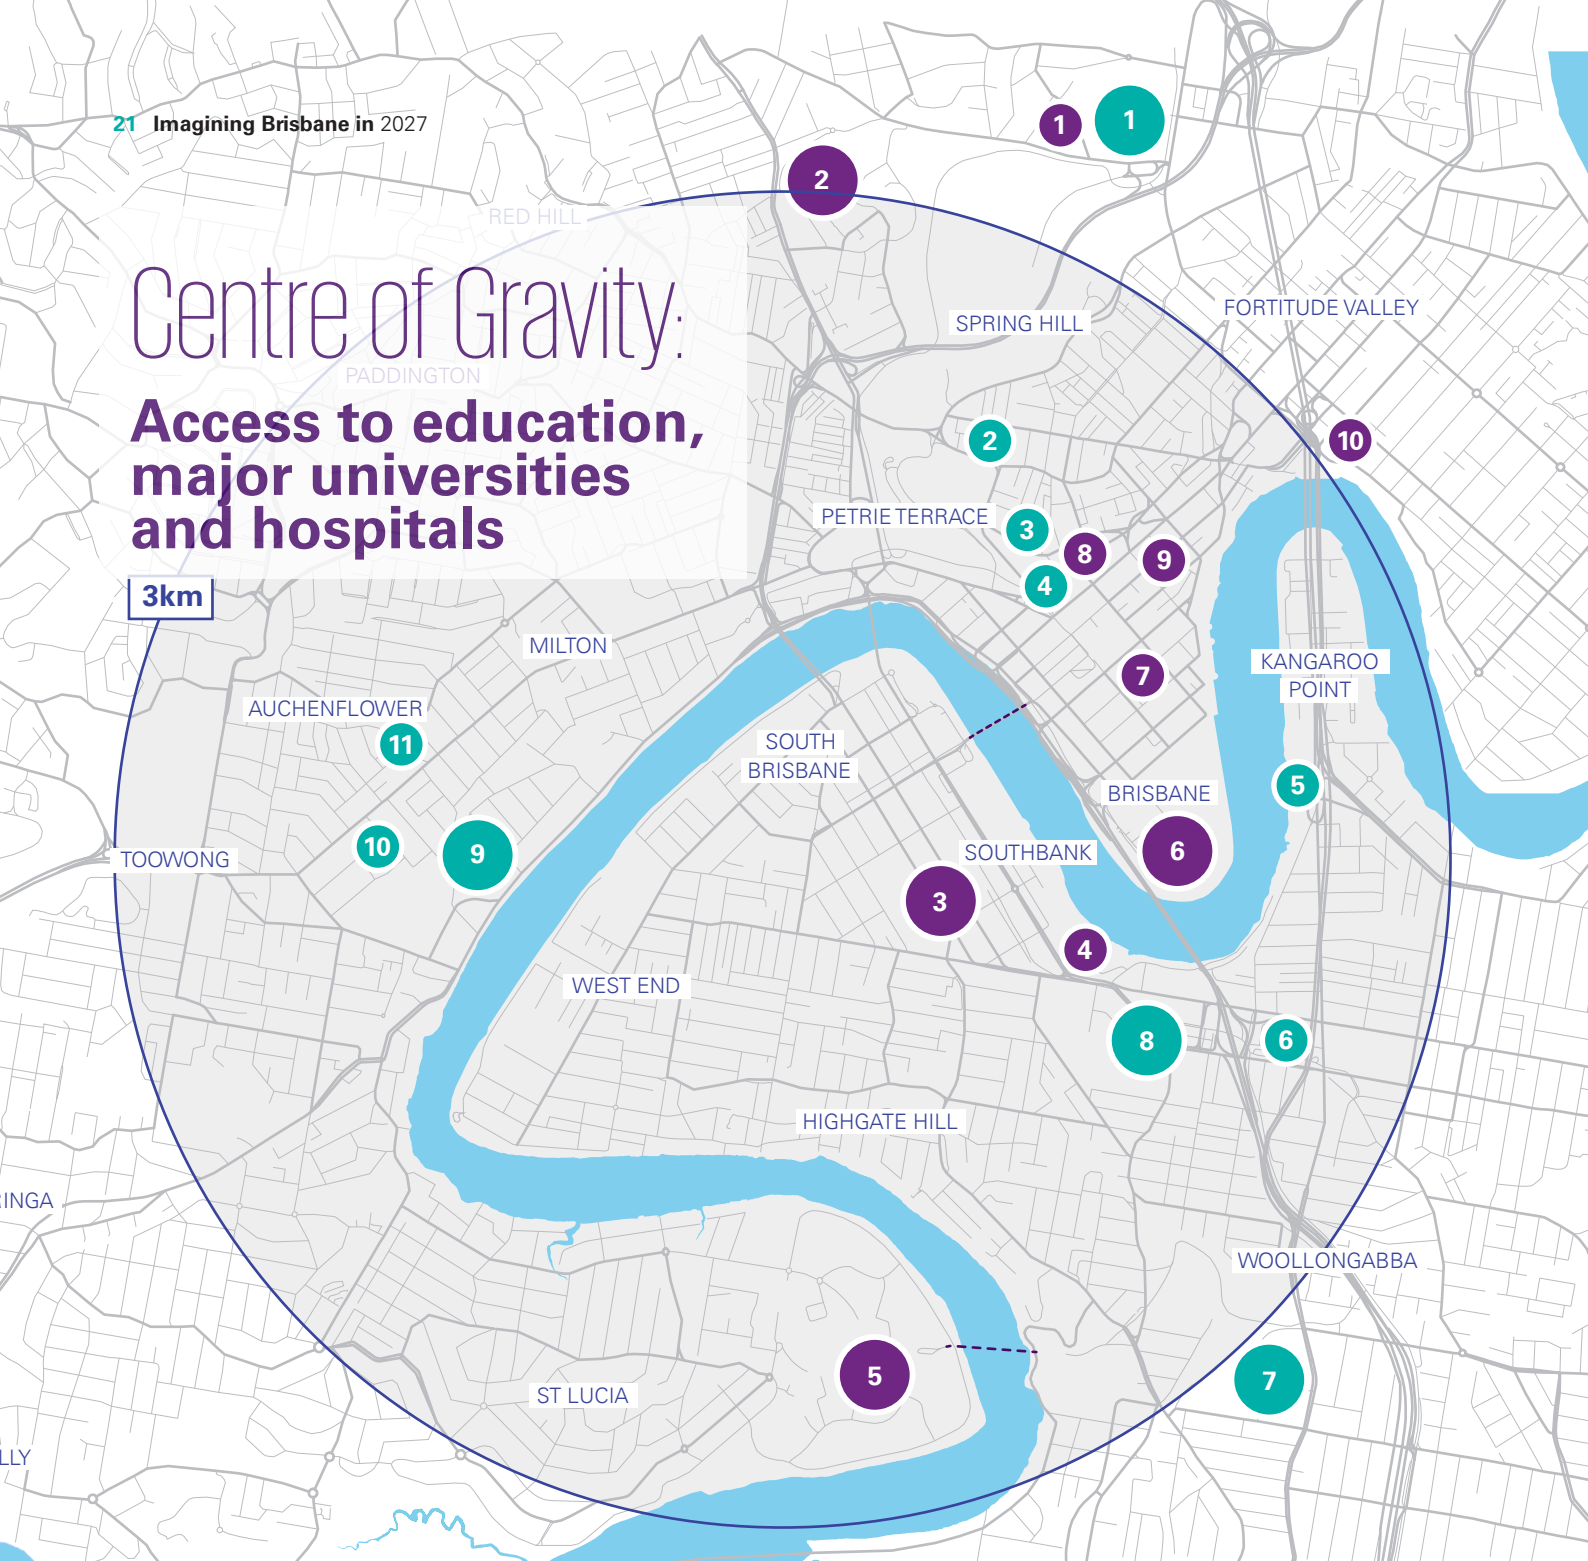 21 Imagining Brisbane in 2027
1
1
2
RED HILL
Centre of Gravity:
PADDINGTON
Access to education,
major universities
and hospitals
3km
SPRING HILL
FORTITUDE VALLEY
2
10
PETRIE TERRACE
3
8
9
4
MILTON
KANGAROO
POINT
7
AUCHENFLOWER
11
SOUTH
BRISBANE
5
BRISBANE
10
9
TOOWONG
SOUTHBANK
6
3
4
WEST END
8
6
HIGHGATE HILL
INGA
WOOLLONGABBA
5
7
ST LUCIA
LLY